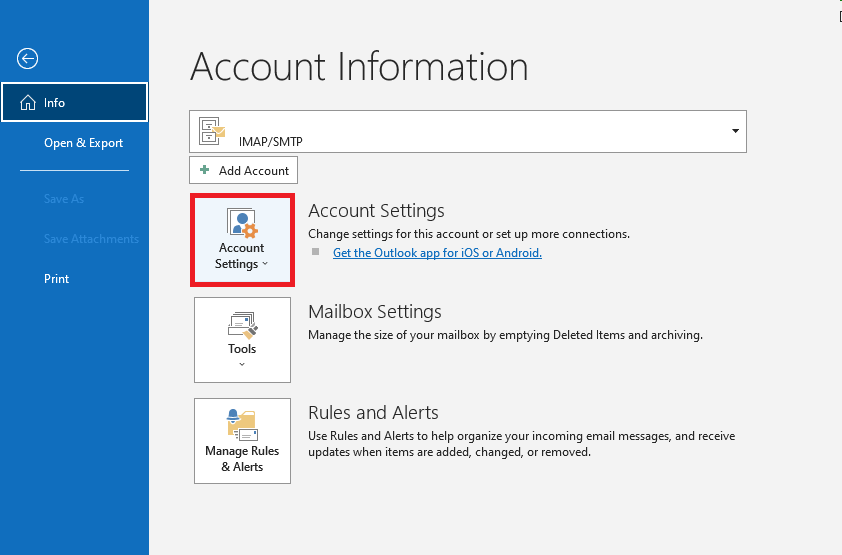 Account Information
Info
Open & Export
Save As
Save Attachments
Print
IMAP/SMTP
Add Account
Account
Settings
Account Settings
Change settings for this account or set up more connections.
Get the Outlook app for iOS or Android.
Tools
Mailbox Settings
Manage the size of your mailbox by emptying Deleted Items and archiving.
Manage Rules
& Alerts
Rules and Alerts
Use Rules and Alerts to help organize your incoming email messages, and receive
updates when items are added, changed, or removed.